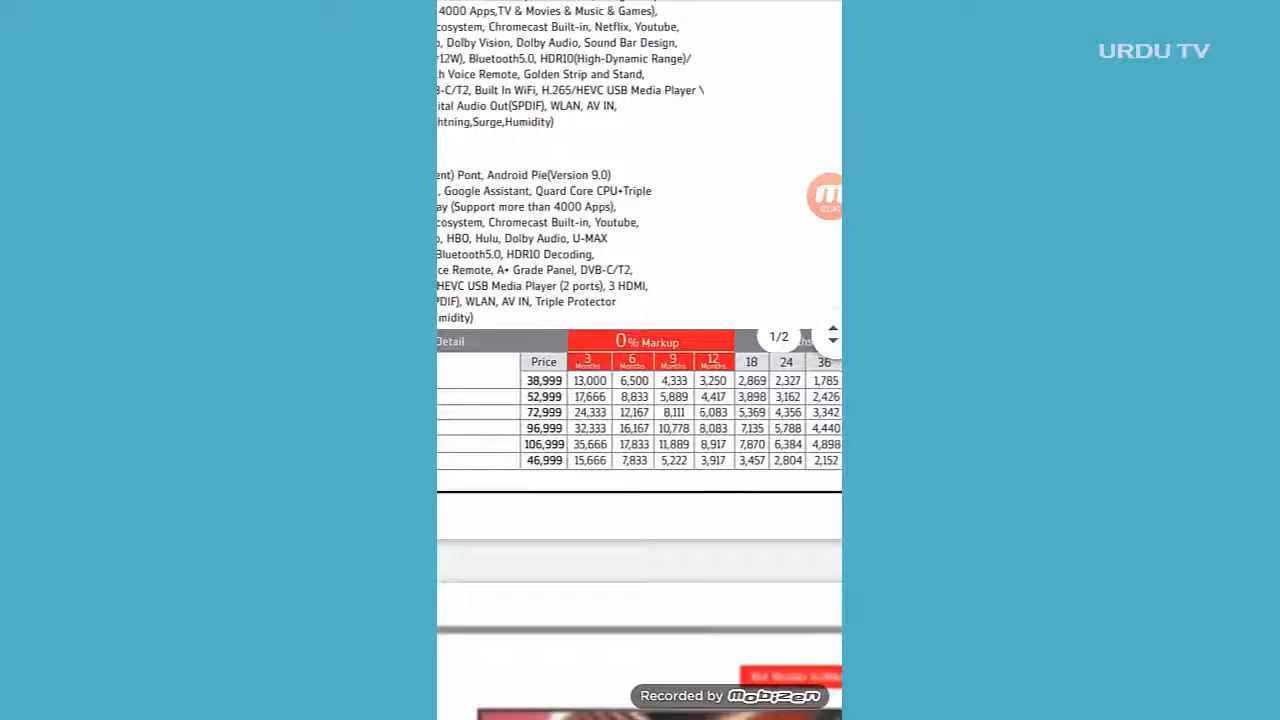 URDU TV
4000 Apps,TV & Movies & Music & Games),
cosystem, Chromecast Built-in, Netflix, Youtube,
o, Dolby Vision, Dolby Audio, Sound Bar Design,
*12W), Bluetooth5.0, HDR10(High-Dynamic Range)/
h Voice Remote, Golden Strip and Stand,
B-C/T2, Built In WiFi, H.265/HEVC USB Media Player \
ital Audio Out(SPDIF), WLAN, AV IN,
htning,Surge,Humidity)
ent) Pont, Android Pie(Version 9.0)
, Google Assistant, Quard Core CPU+Triple
ay (Support more than 4000 Apps),
cosystem, Chromecast Built-in, Youtube,
o, HBO, Hulu, Dolby Audio, U-MAX
Bluetooth5.0, HDR10 Decoding,
ce Remote, A+ Grade Panel, DVB-C/T2,
HEVC USB Media Player (2 ports), 3 HDMI,
PDIF), WLAN, AV IN, Triple Protector
midity)
02:40
Detail 0% Markup 1/2 hs
Price 3 Months 6 Months 9 Months 12 Months 18 24 36
38,999 13,000 6,500 4,333 3,250 2,869 2,327 1,785
52,999 17,666 8,833 5,889 4,417 3,898 3,162 2,426
72,999 24,333 12,167 8,111 6,083 5,369 4,356 3,342
96,999 32,333 16,167 10,778 8,083 7,135 5,788 4,440
106,999 35,666 17,833 11,889 8,917 7,870 6,384 4,898
46,999 15,666 7,833 5,222 3,917 3,457 2,804 2,152
Recorded by mobizen